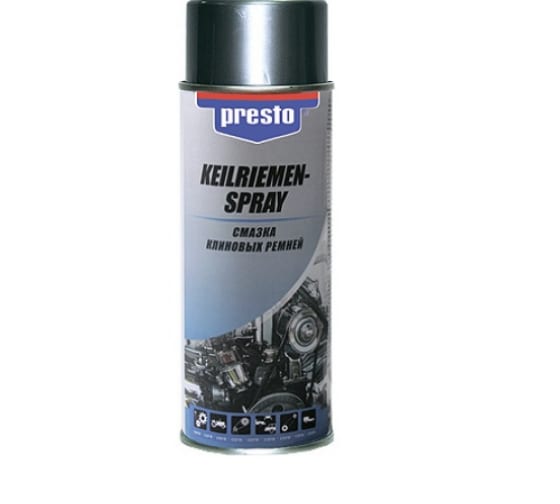 presto
KEILRIEMEN-
SPRAY
СМАЗКА
КЛИНОВЫХ РЕМНЕЙ